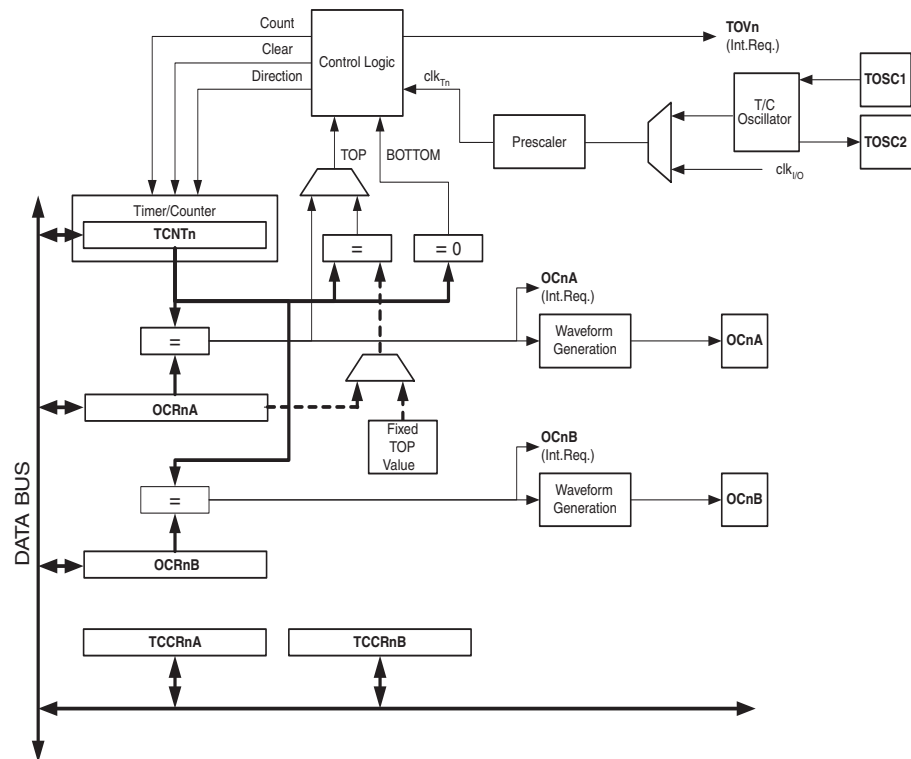 Count
Clear
Direction
Control Logic
TOVn
(Int.Req.)
clkTn
TOSC1
T/C
Oscillator
TOSC2
Prescaler
clkI/O
TOP
BOTTOM
Timer/Counter
TCNTn
=
= 0
OCnA
(Int.Req.)
=
Waveform
Generation
OCnA
OCRnA
Fixed
TOP
Value
OCnB
(Int.Req.)
=
Waveform
Generation
OCnB
OCRnB
DATA BUS
TCCRnA
TCCRnB